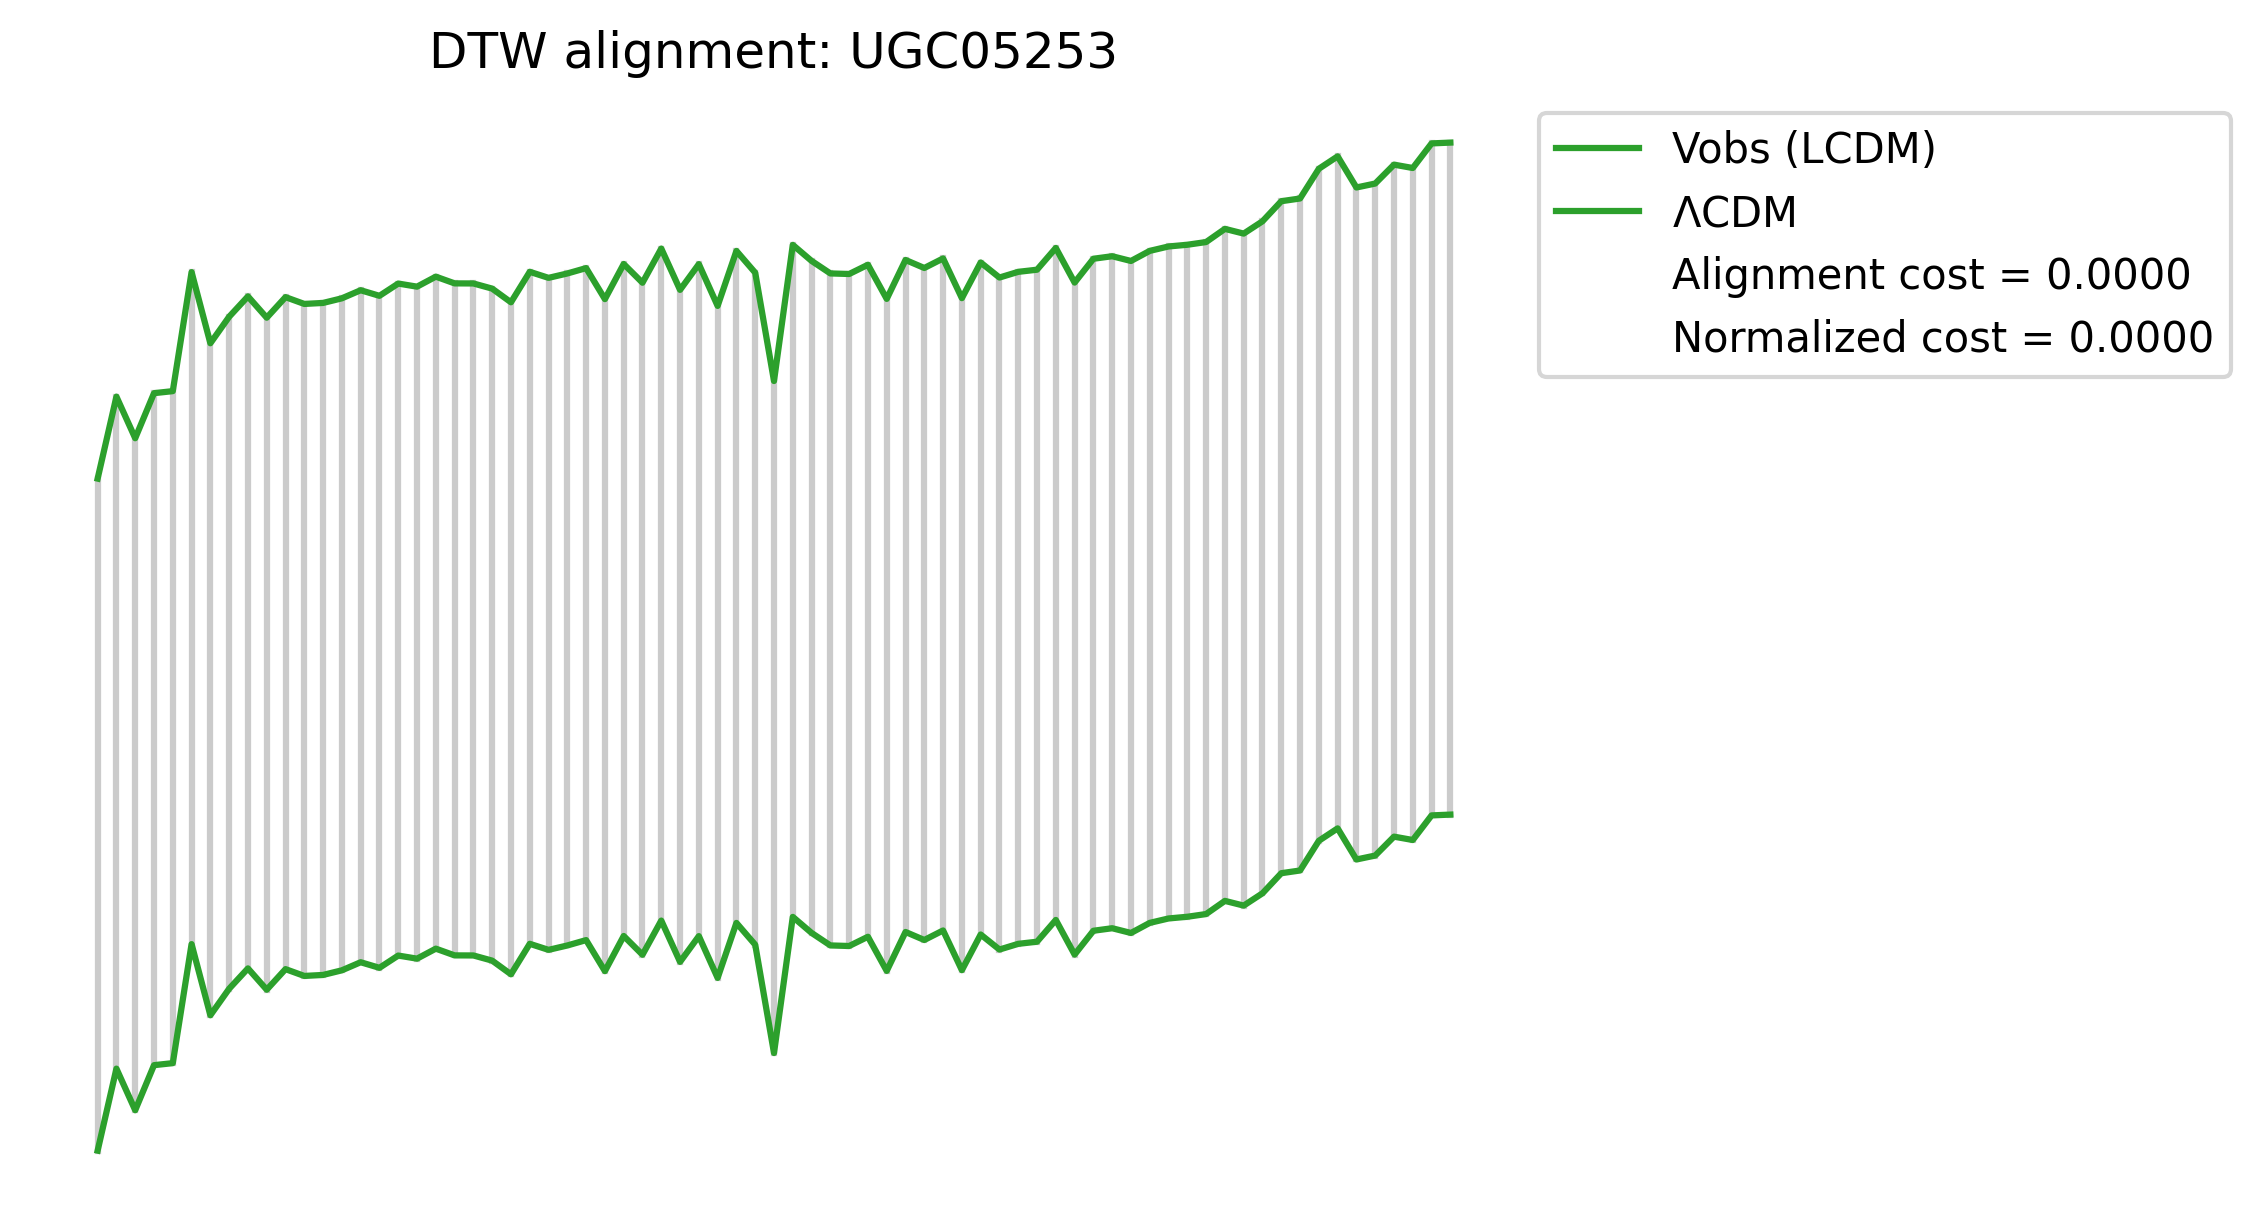 DTW alignment: UGC05253
Vobs (LCDM)
ΛCDM
Alignment cost = 0.0000
Normalized cost = 0.0000